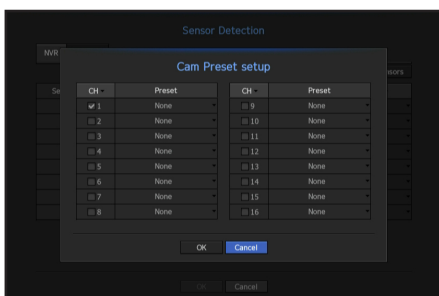 Sensor Detection
NVR
Cam Preset setup
CH Preset CH Preset
1 None 9 None
2 None 10 None
3 None 11 None
4 None 12 None
5 None 13 None
6 None 14 None
7 None 15 None
8 None 16 None
OK Cancel
OK Cancel